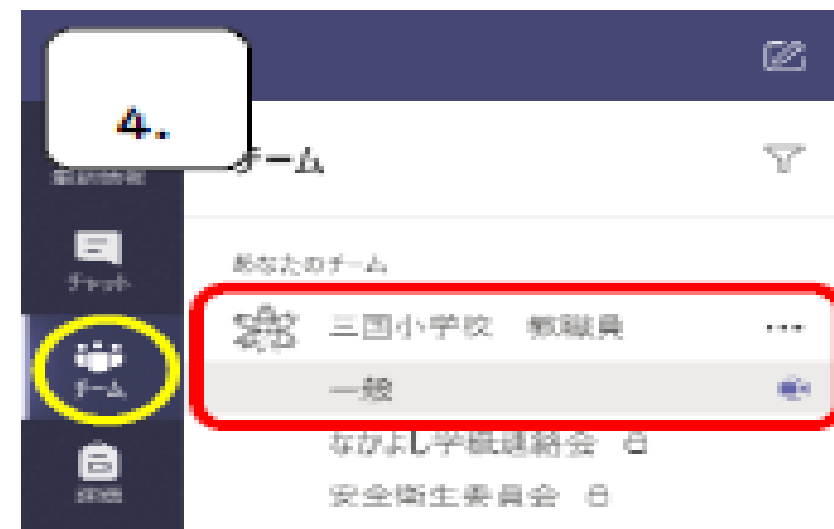 4.
チーム
チャット
あなたのチーム
三国小学校 教職員
チーム
一般
なかよし学級連絡会
安全衛生委員会